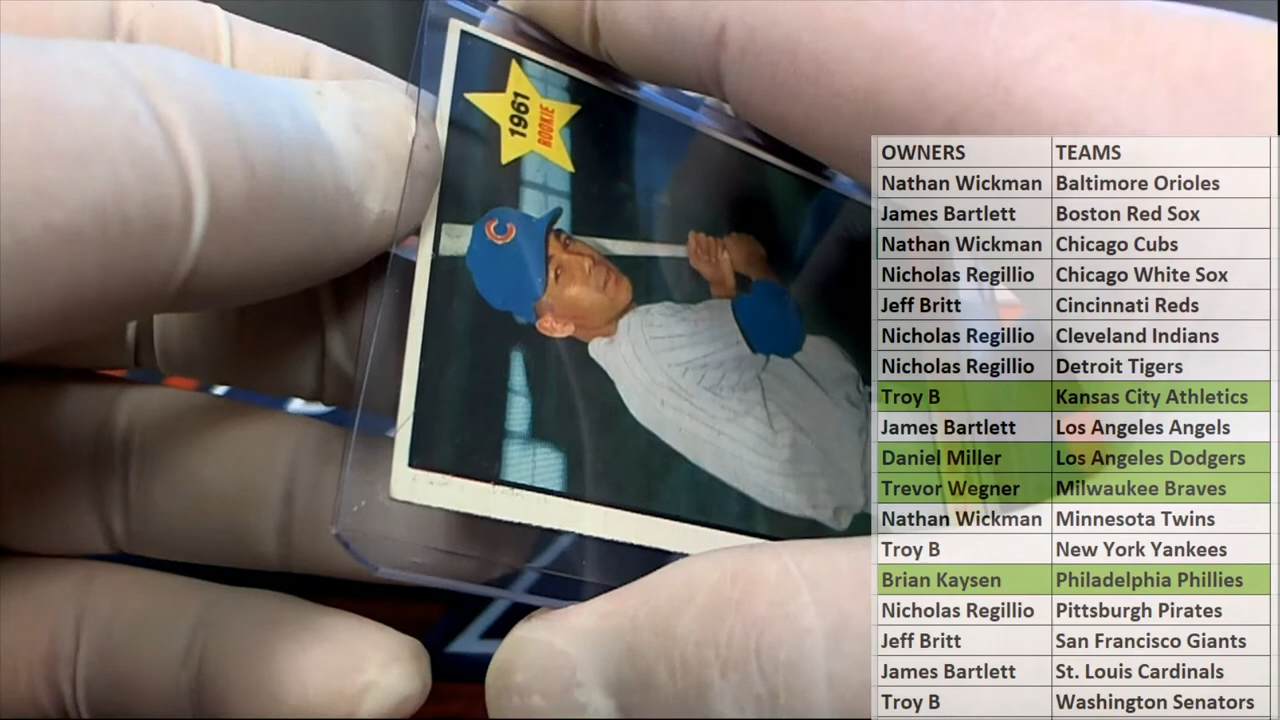 1961
ROOKIE
C
OWNERS TEAMS
Nathan Wickman Baltimore Orioles
James Bartlett Boston Red Sox
Nathan Wickman Chicago Cubs
Nicholas Regillio Chicago White Sox
Jeff Britt Cincinnati Reds
Nicholas Regillio Cleveland Indians
Nicholas Regillio Detroit Tigers
Troy B Kansas City Athletics
James Bartlett Los Angeles Angels
Daniel Miller Los Angeles Dodgers
Trevor Wegner Milwaukee Braves
Nathan Wickman Minnesota Twins
Troy B New York Yankees
Brian Kaysen Philadelphia Phillies
Nicholas Regillio Pittsburgh Pirates
Jeff Britt San Francisco Giants
James Bartlett St. Louis Cardinals
Troy B Washington Senators